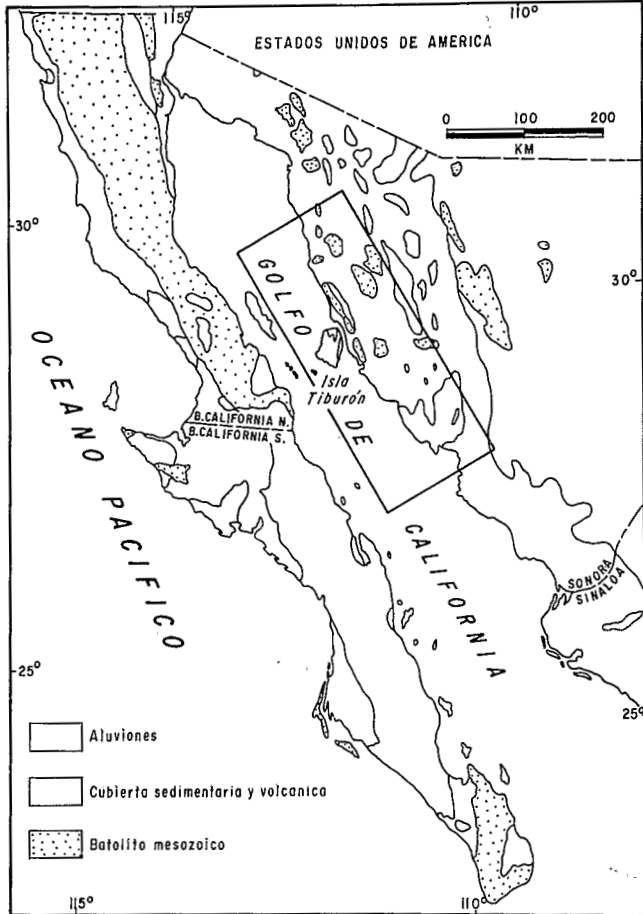 115°
110°
ESTADOS UNIDOS DE AMERICA
0 100 200
KM
30°
30°
GOLFO
DE
CALIFORNIA
Isla
Tiburón
OCEANO PACIFICO
B.CALIFORNIA N.
B.CALIFORNIA S.
SONORA
SINALOA
25°
25°
Aluviones
Cubierta sedimentaria y volcanica
Batolito mesozoico
115°
110°